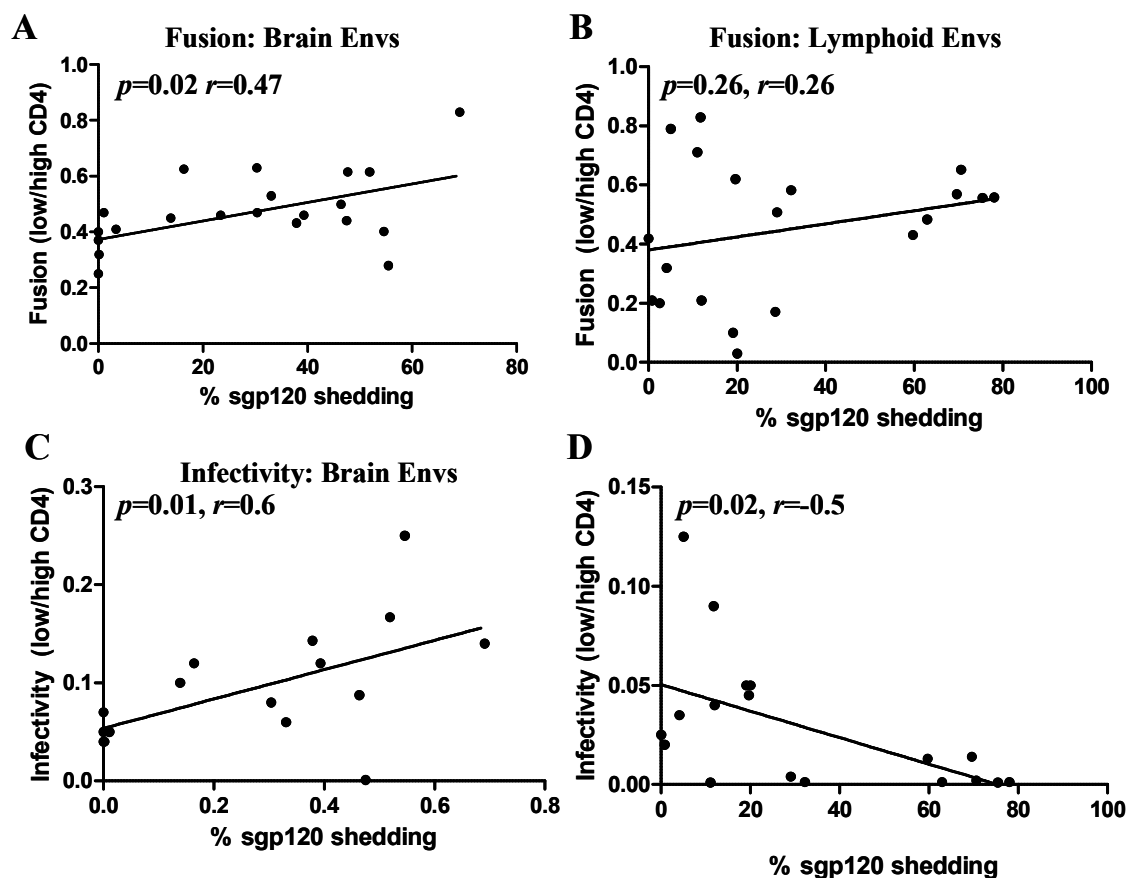 A
Fusion: Brain Envs
p=0.02 r=0.47
Fusion (low/high CD4)
1.0
0.8
0.6
0.4
0.2
0.0
0 20 40 60 80
% sgp120 shedding
B
Fusion: Lymphoid Envs
p=0.26, r=0.26
Fusion (low/high CD4)
1.0
0.8
0.6
0.4
0.2
0.0
0 20 40 60 80 100
% sgp120 shedding
C
Infectivity: Brain Envs
p=0.01, r=0.6
Infectivity (low/high CD4)
0.3
0.2
0.1
0.0
0.0 0.2 0.4 0.6 0.8
% sgp120 shedding
D
p=0.02, r=-0.5
Infectivity (low/high CD4)
0.15
0.10
0.05
0.00
0 20 40 60 80 100
% sgp120 shedding